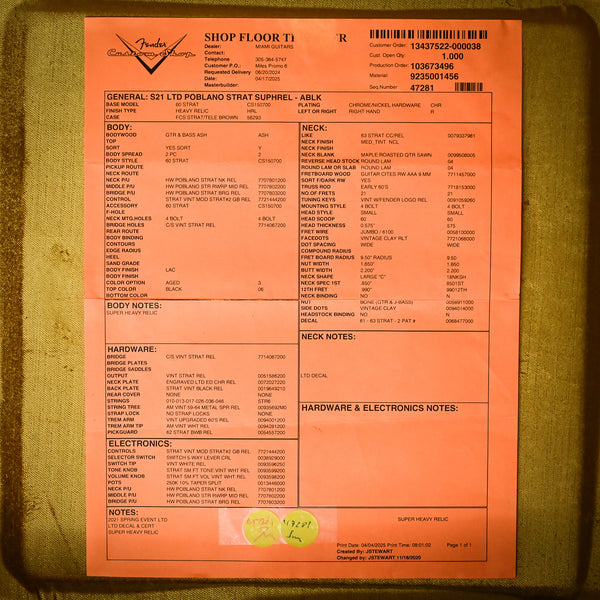 Fender
Custom Shop
SHOP FLOOR R
Dealer: MIAMI GUITARS
Contact:
Telephone 305-364-5747
Customer P.O.: Miles Promo 6
Requested Delivery 06/20/2024
Date: 04/17/2025
Masterbuilder:
Customer Order: 13437522-000038
Cust. Open Qty: 1.000
Production Order: 103673496
Material: 9235001456
Seq.Number 47281
GENERAL: S21 LTD POBLANO STRAT SUPHREL - ABLK
BASE MODEL 60 STRAT CS150700 PLATING CHROME/NICKEL HARDWARE CHR
FINISH TYPE HEAVY RELIC HRL LEFT OR RIGHT RIGHT HAND R
CASE FCS STRAT/TELE BROWN 58293
BODY:
BODYWOOD GTR & BASS ASH ASH
TOP
SORT YES SORT Y
BODY SPREAD 2 PC 2
BODY STYLE 60 STRAT CS150700
PICKUP ROUTE
NECK ROUTE
NECK P/U HW POBLANO STRAT NK REL 7707801200
MIDDLE P/U HW POBLANO STR RWRP MID REL 7707803200
BRIDGE P/U HW POBLANO STRAT BRG REL 7707803200
CONTROL STRAT VINT MOD STRAT#2 GB REL 7721444200
ACCESSORY 60 STRAT CS150700
F-HOLE
NECK MTG.HOLES 4 BOLT 4 BOLT
BRIDGE HOLES C/S VINT STRT REL 7714087200
REAR ROUTE
BODY BINDING
CONTOURS
EDGE RADIUS
HEEL
SAND GRADE
BODY FINISH LAC
BODY FINISH
COLOR OPTION AGED 3
TOP COLOR BLACK 06
BOTTOM COLOR
BODY NOTES:
SUPER HEAVY RELIC
HARDWARE:
BRIDGE C/S VINT STRAT REL 7714087200
BRIDGE PLATES
BRIDGE SADDLES
OUTPUT VINT STRAT REL 0051586200
NECK PLATE ENGRAVED LTD ED CHR REL 0072027220
BACK PLATE STRAT VINT BLACK REL 0019649210
REAR COVER NONE NONE
STRINGS 010-013-017-026-036-046 STR6
STRING TREE AM VINT 59-64 METAL SPR REL
STRAP LOCK NO STRAP LOCKS NONE
TREM ARM VINT UPGRADED 60'S REL 0094001200
TREM ARM TIP AM VINT WHT REL 0094281200
PICKGUARD 62 STRAT BWB REL 0054557200
ELECTRONICS:
CONTROLS STRAT VINT MOD STRAT#2 GB REL 7721444200
SELECTOR SWITCH SWITCH 5-WAY LEVER CRL 0038929000
SWITCH TIP VINT WHITE REL 0093596250
TONE KNOB STRAT SM FT TONE VINT WHT REL 0093599200
VOLUME KNOB STRAT SM FT VOL VINT WHT REL 0093598200
POTS 250K 10% TAPER SPLIT 0013446000
NECK P/U HW POBLANO STRAT NK REL 7707801200
MIDDLE P/U HW POBLANO STR RWRP MID REL 7707802200
BRIDGE P/U HW POBLANO STRAT BRG REL 7707803200
NECK:
LIKE 63 STRAT CC/REL 0079337981
NECK FINISH MED_TINT NCL
NECK FINISH
NECK BLANK MAPLE ROASTED QTR SAWN 0099508005
REVERSE HEAD STOCK ROUND LAM 04
ROUND LAM OR SLAB ROUND LAM 04
FRETBOARD WOOD GUITAR CITES RW AAA 9 MM 7711457000
SORT F/DARK RW YES
TRUSS ROD EARLY 60'S 7718153000
NO.OF FRETS 21 21
TUNING KEYS VINT W/FENDER LOGO REL 0091059260
MOUNTING STYLE 4 BOLT 4 BOLT
HEAD STYLE SMALL SMALL
HEAD SCOOP 60 60
HEAD THICKNESS 0.575" 575
FRET WIRE JUMBO / 6100 0058100000
FACEDOTS VINTAGE CLAY RLT 7721068000
DOT SPACING WIDE WIDE
COMPOUND RADIUS
FRET BOARD RADIUS 9.50" RADIUS 9.50
NUT WIDTH 1.650" 1.650
BUTT WIDTH 2.200" 2.200
NECK SHAPE LARGE "C" 18NKSH
NECK SPEC 1ST .850" 8501ST
12TH FRET .990" 99012TH
NECK BINDING NO N
NUT BONE (GTR & J-BASS) 0056911000
SIDE DOTS VINTAGE CLAY 0094014000
HEADSTOCK BINDING NO N
DECAL 61 - 63 STRAT - 2 PAT # 0066477000
NECK NOTES:
LTD DECAL
HARDWARE & ELECTRONICS NOTES:
NOTES:
2021 SPRING EVENT LTD
LTD DECAL & CERT
SUPER HEAVY RELIC
SUPER HEAVY RELIC
47281
Print Date: 04/04/2025 Print Time: 08:01:02 Page 1 of 1
Created By: JSTEWART
Changed by: JSTEWART 11/18/2020